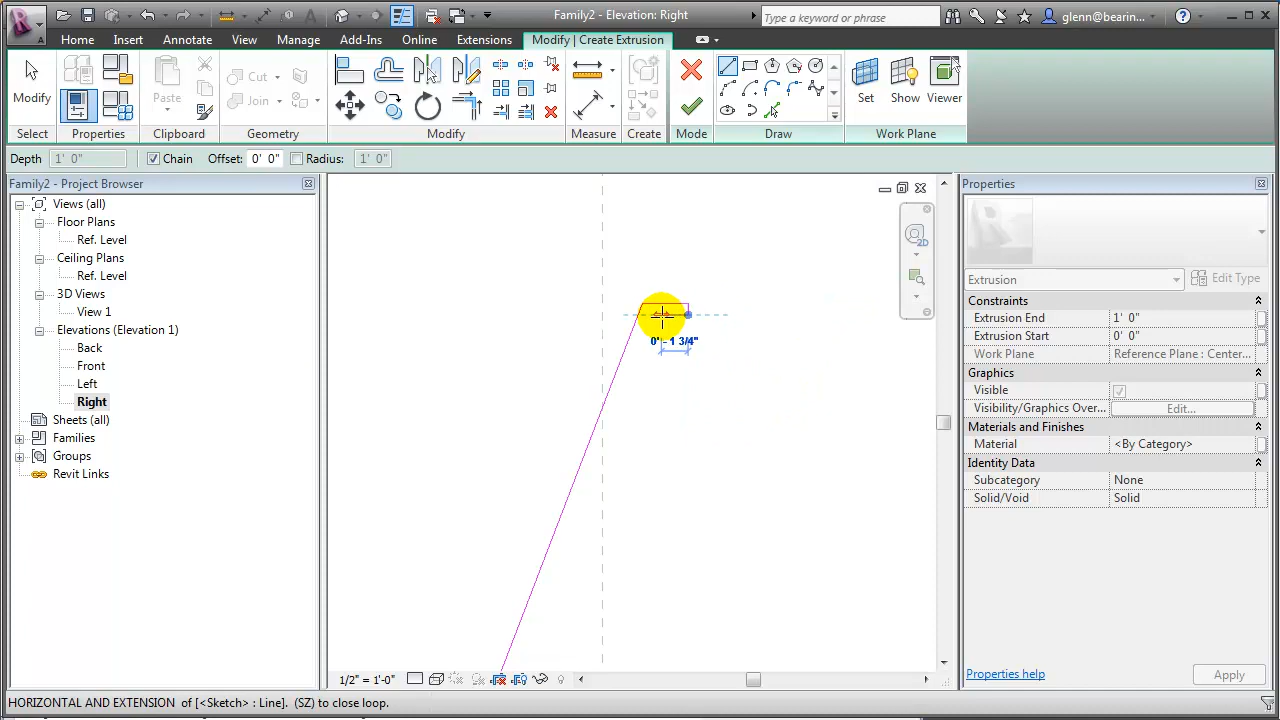 Family2 - Elevation: Right
Type a keyword or phrase
glenn@bearin...
A
Home Insert Annotate View Manage Add-Ins Online Extensions Modify | Create Extrusion
Modify
Paste
Cut
Join
Set Show Viewer
Select Properties Clipboard Geometry Modify Measure Create Mode Draw Work Plane
Depth 1' 0" Chain Offset: 0' 0" Radius: 1' 0"
Family2 - Project Browser
Views (all)
Floor Plans
Ref. Level
Ceiling Plans
Ref. Level
3D Views
View 1
Elevations (Elevation 1)
Back
Front
Left
Right
Sheets (all)
Families
Groups
Revit Links
2D
0' - 1 3/4"
1/2" = 1'-0"
Properties
Extrusion
Edit Type
Constraints
Extrusion End 1' 0"
Extrusion Start 0' 0"
Work Plane Reference Plane : Center...
Graphics
Visible
Visibility/Graphics Over... Edit...
Materials and Finishes
Material <By Category>
Identity Data
Subcategory None
Solid/Void Solid
Properties help
Apply
HORIZONTAL AND EXTENSION of [<Sketch> : Line]. (SZ) to close loop.